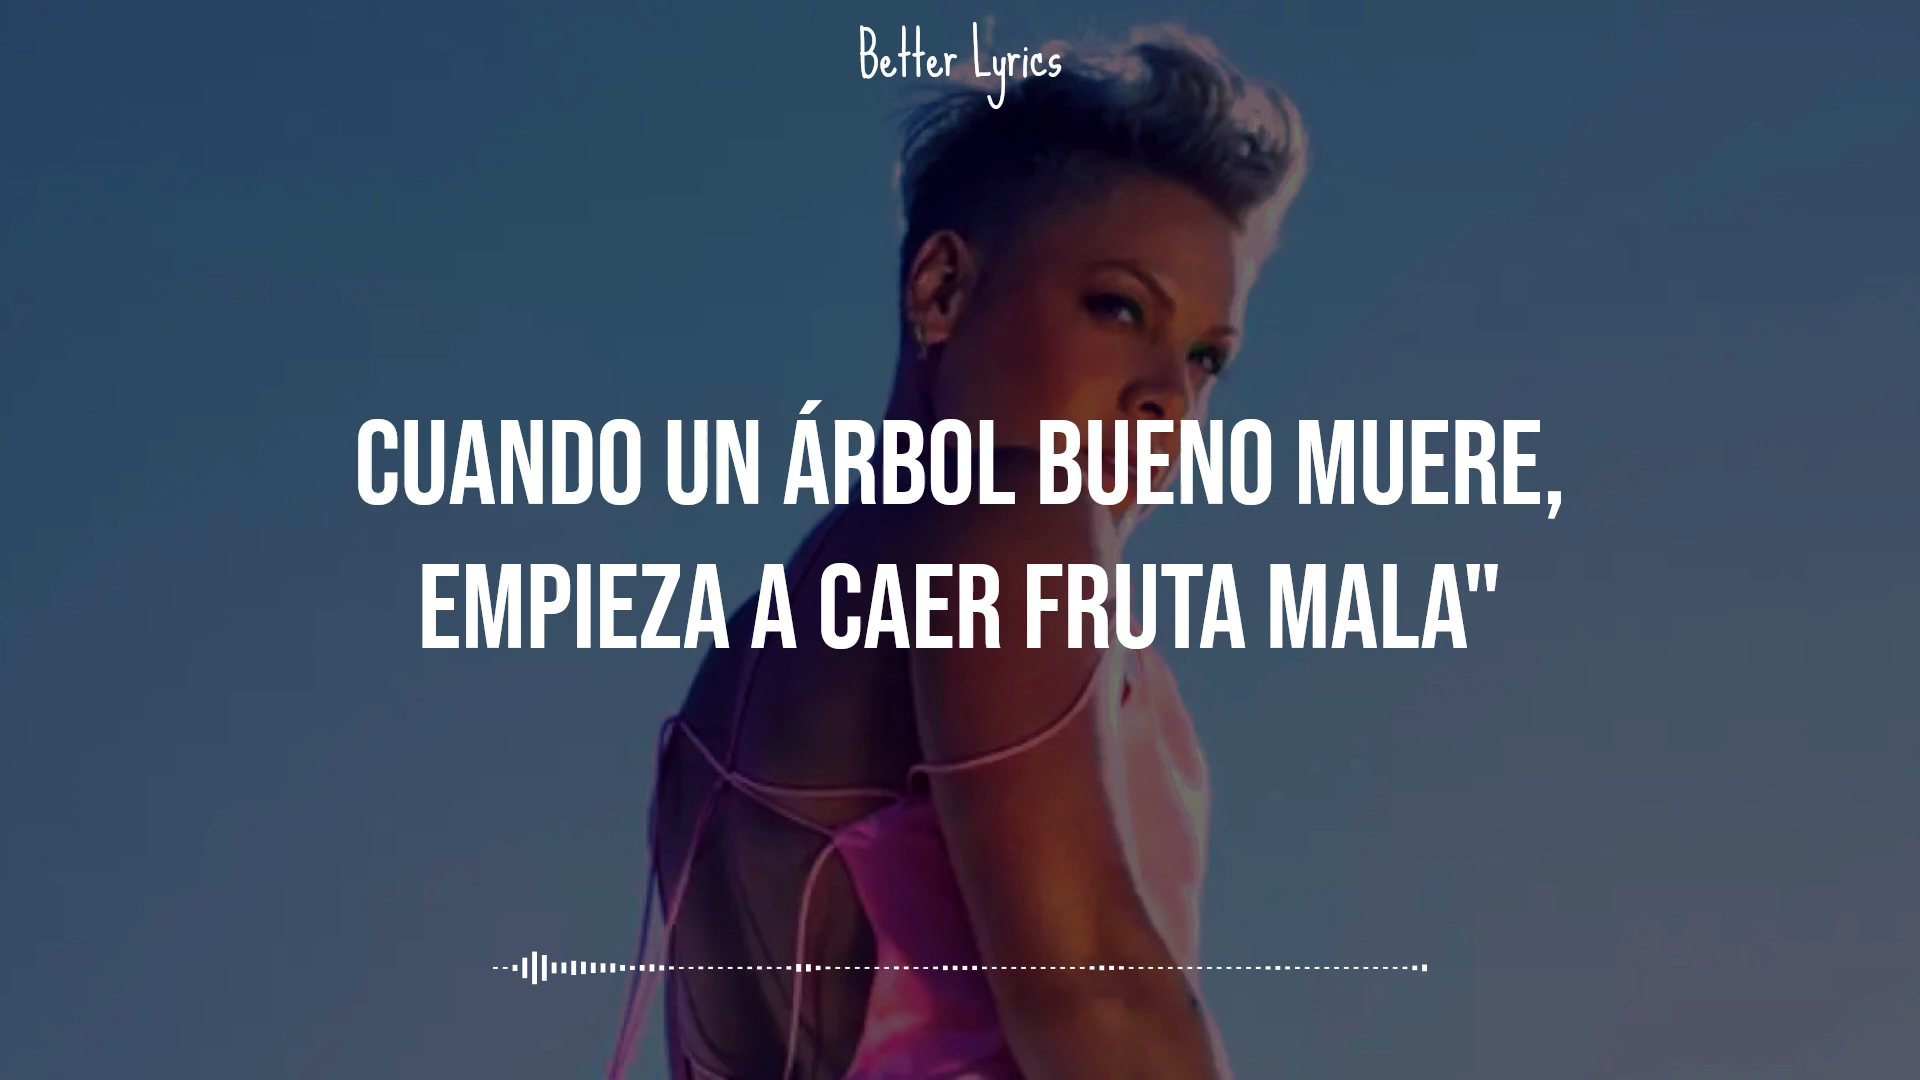 Better Lyrics
CUANDO UN ÁRBOL BUENO MUERE,
EMPIEZA A CAER FRUTA MALA"